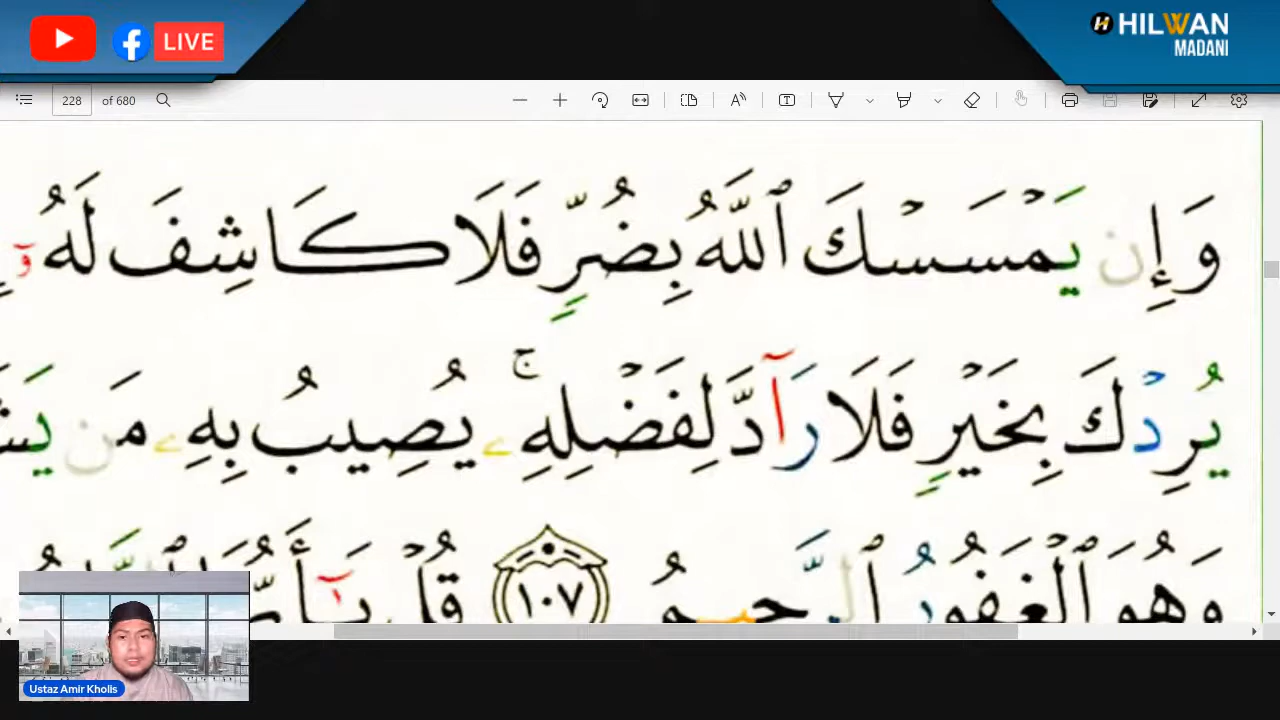 LIVE
HILWAN
MADANI
228 of 680
وَإِن يَمْسَسْكَ ٱللَّهُ بِضُرٍّ فَلَا كَاشِفَ لَهُۥٓ
يُرِدْكَ بِخَيْرٍ فَلَا رَآدَّ لِفَضْلِهِۦ ۚ يُصِيبُ بِهِۦ مَن
وَهُوَ ٱلْغَفُورُ ٱلرَّحِيمُ ١٠٧ قُلْ
Ustaz Amir Kholis